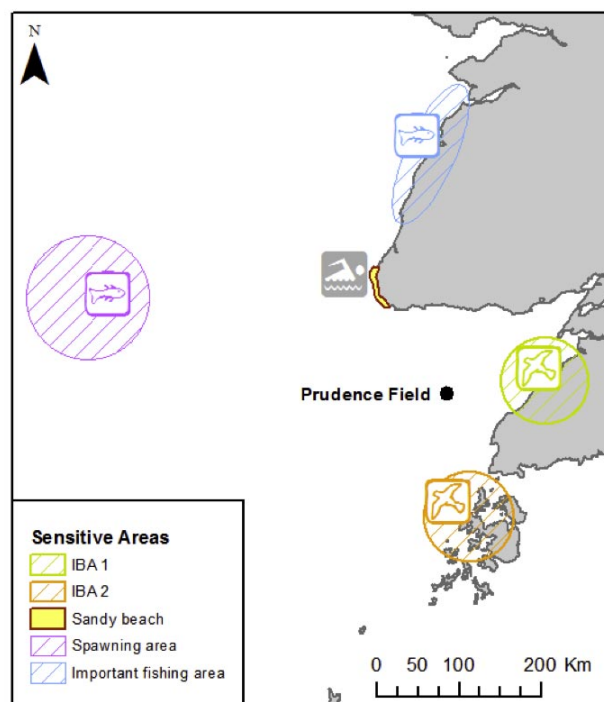 N
Prudence Field
Sensitive Areas
IBA 1
IBA 2
Sandy beach
Spawning area
Important fishing area
0 50 100 200 Km